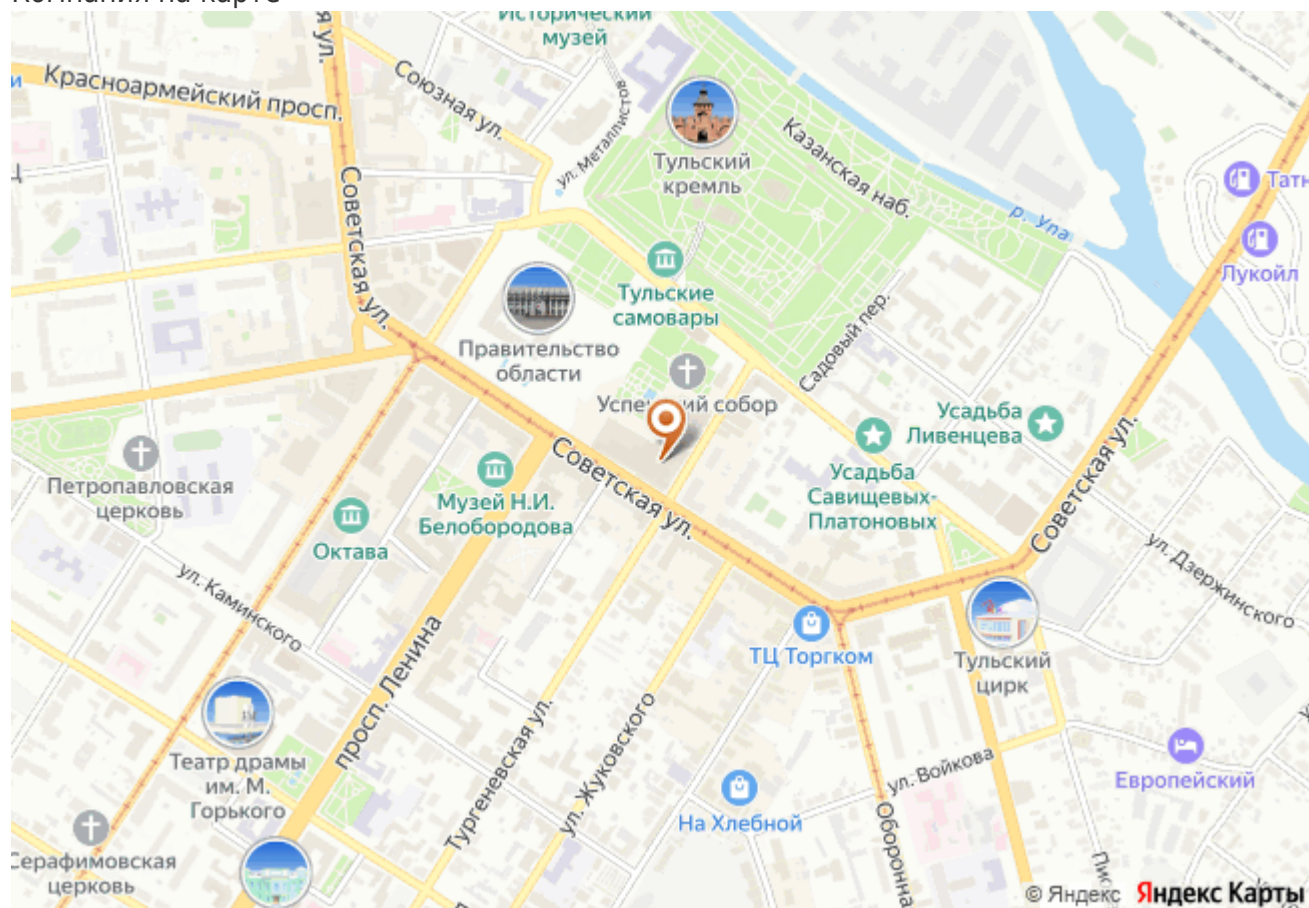 Компания на карте
Исторический
музей
Красноармейский просп.
Союзная ул.
ул. Металлистов
Тульский
кремль
Казанская наб.
р. Упа
Татн
Лукойл
Советская ул.
Тульские
самовары
Правительство
области
Садовый пер.
собор
Усадьба
Ливенцева
Усадьба
Савищевых-
Платоновых
Советская ул.
Петропавловская
церковь
Музей Н.И.
Белобородова
Октава
Советская ул.
ул. Дзержинского
ул. Каминского
просп. Ленина
ТЦ Торгком
Тульский
цирк
Театр драмы
им. М.
Горького
Тургеневская ул.
ул. Жуковского
На Хлебной
ул. Войкова
Европейский
Оборонна
Серафимовская
церковь
© Яндекс Яндекс Карты